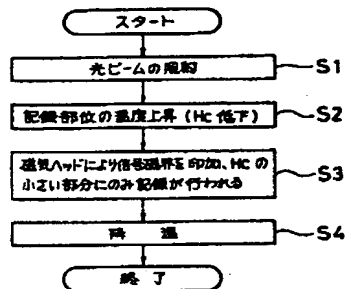 スタート
光ビームの照射
S1
記録部位の温度上昇 (Hc 低下)
S2
磁気ヘッドにより信号磁界を印加、Hcの
小さい部分にのみ記録が行われる
S3
降温
S4
終了